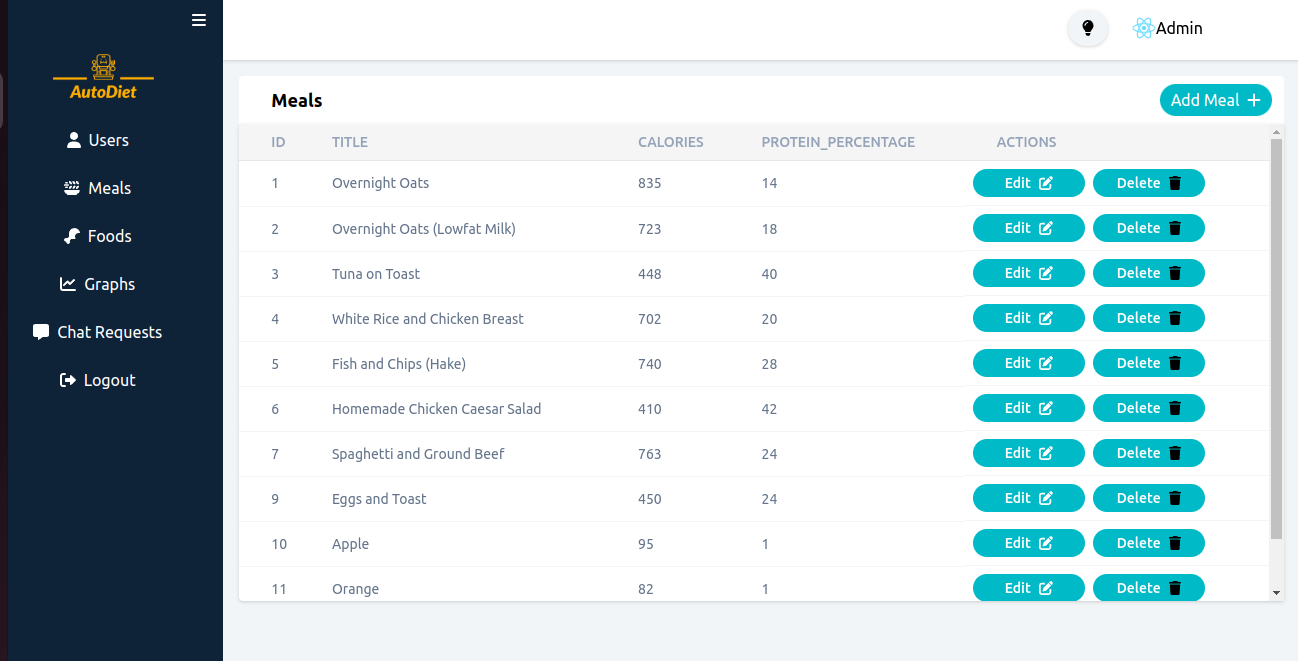 Admin
AutoDiet
Users
Meals
Foods
Graphs
Chat Requests
Logout
Meals
Add Meal +
ID TITLE CALORIES PROTEIN_PERCENTAGE ACTIONS
1 Overnight Oats 835 14 Edit Delete
2 Overnight Oats (Lowfat Milk) 723 18 Edit Delete
3 Tuna on Toast 448 40 Edit Delete
4 White Rice and Chicken Breast 702 20 Edit Delete
5 Fish and Chips (Hake) 740 28 Edit Delete
6 Homemade Chicken Caesar Salad 410 42 Edit Delete
7 Spaghetti and Ground Beef 763 24 Edit Delete
9 Eggs and Toast 450 24 Edit Delete
10 Apple 95 1 Edit Delete
11 Orange 82 1 Edit Delete